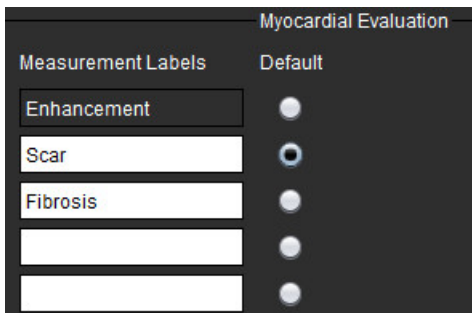 Myocardial Evaluation
Measurement Labels Default
Enhancement
Scar
Fibrosis